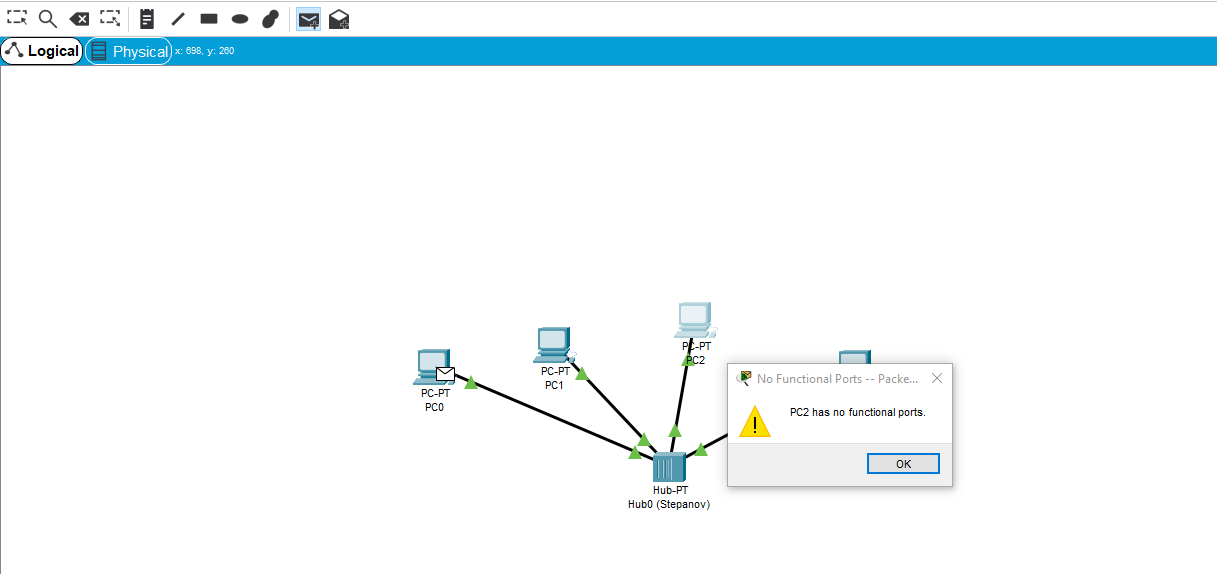 Logical
Physical x: 698, y: 260
PC-PT
PC0
PC-PT
PC1
PC-PT
PC2
No Functional Ports -- Packe...
PC2 has no functional ports.
OK
Hub-PT
Hub0 (Stepanov)